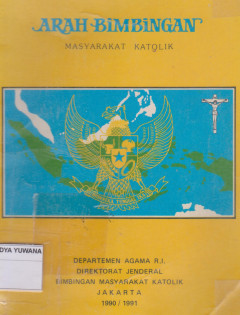 ARAH BIMBINGAN
MASYARAKAT KATOLIK
DYA YUWANA
DEPARTEMEN AGAMA R.I.
DIREKTORAT JENDERAL
BIMBINGAN MASYARAKAT KATOLIK
JAKARTA
1990 / 1991